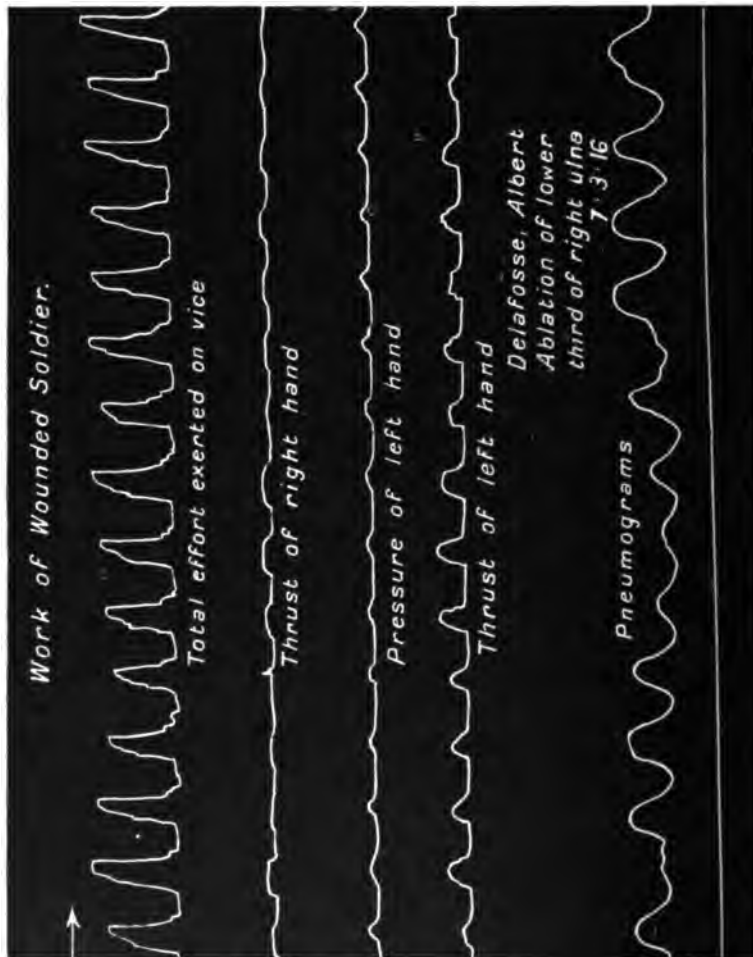 Work of Wounded Soldier.
Total effort exerted on vice
Thrust of right hand
Pressure of left hand
Thrust of left hand
Delafosse, Albert
Ablation of lower
third of right ulna
7·3·16
Pneumograms